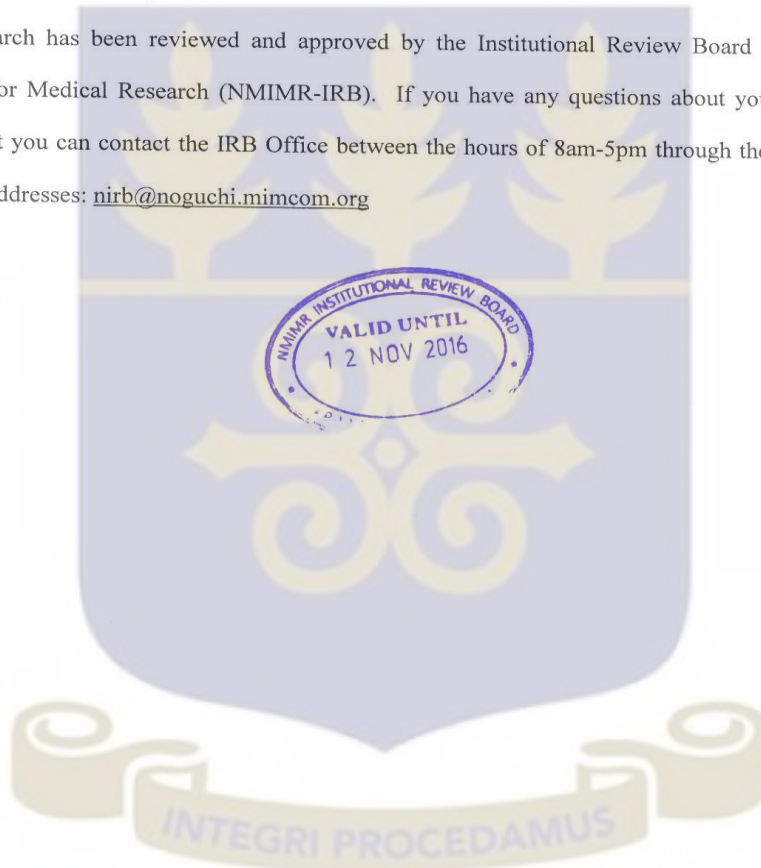 arch has been reviewed and approved by the Institutional Review Board
or Medical Research (NMIMR-IRB). If you have any questions about you
t you can contact the IRB Office between the hours of 8am-5pm through the
ddresses: nirb@noguchi.mimcom.org
NMIMR INSTITUTIONAL REVIEW BOARD
VALID UNTIL
12 NOV 2016
INTEGRI PROCEDAMUS